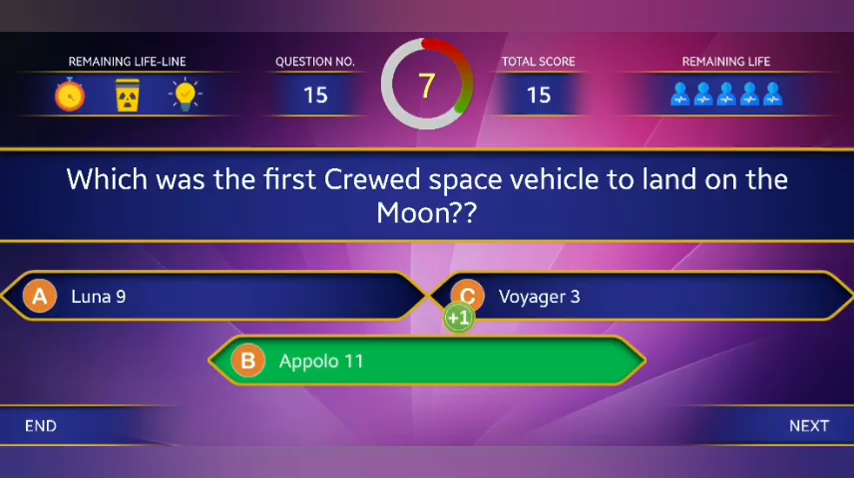 REMAINING LIFE-LINE
QUESTION NO.
15
7
TOTAL SCORE
15
REMAINING LIFE
Which was the first Crewed space vehicle to land on the
Moon??
A Luna 9
C Voyager 3
+1
B Appolo 11
END
NEXT